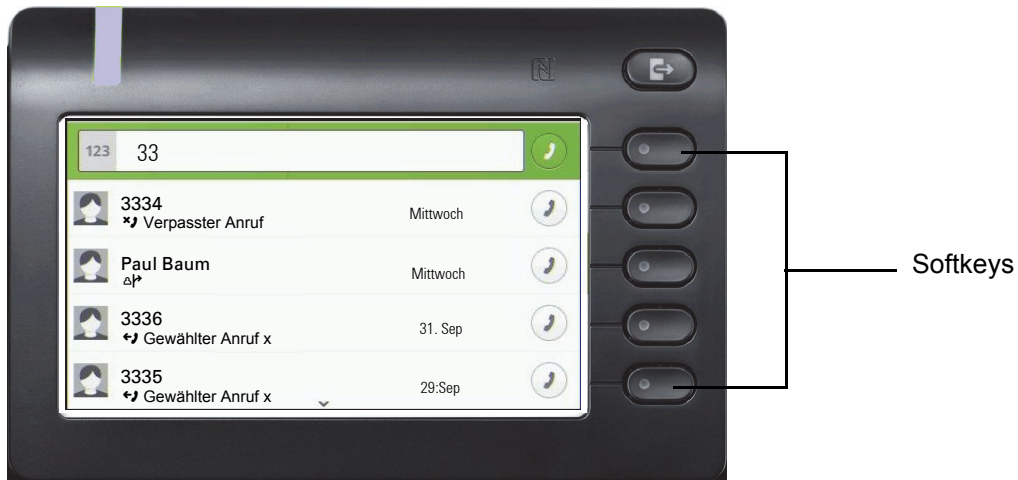 123 33
3334
Verpasster Anruf
Mittwoch
Paul Baum
Mittwoch
3336
Gewählter Anruf x
31. Sep
3335
Gewählter Anruf x
29:Sep
Softkeys